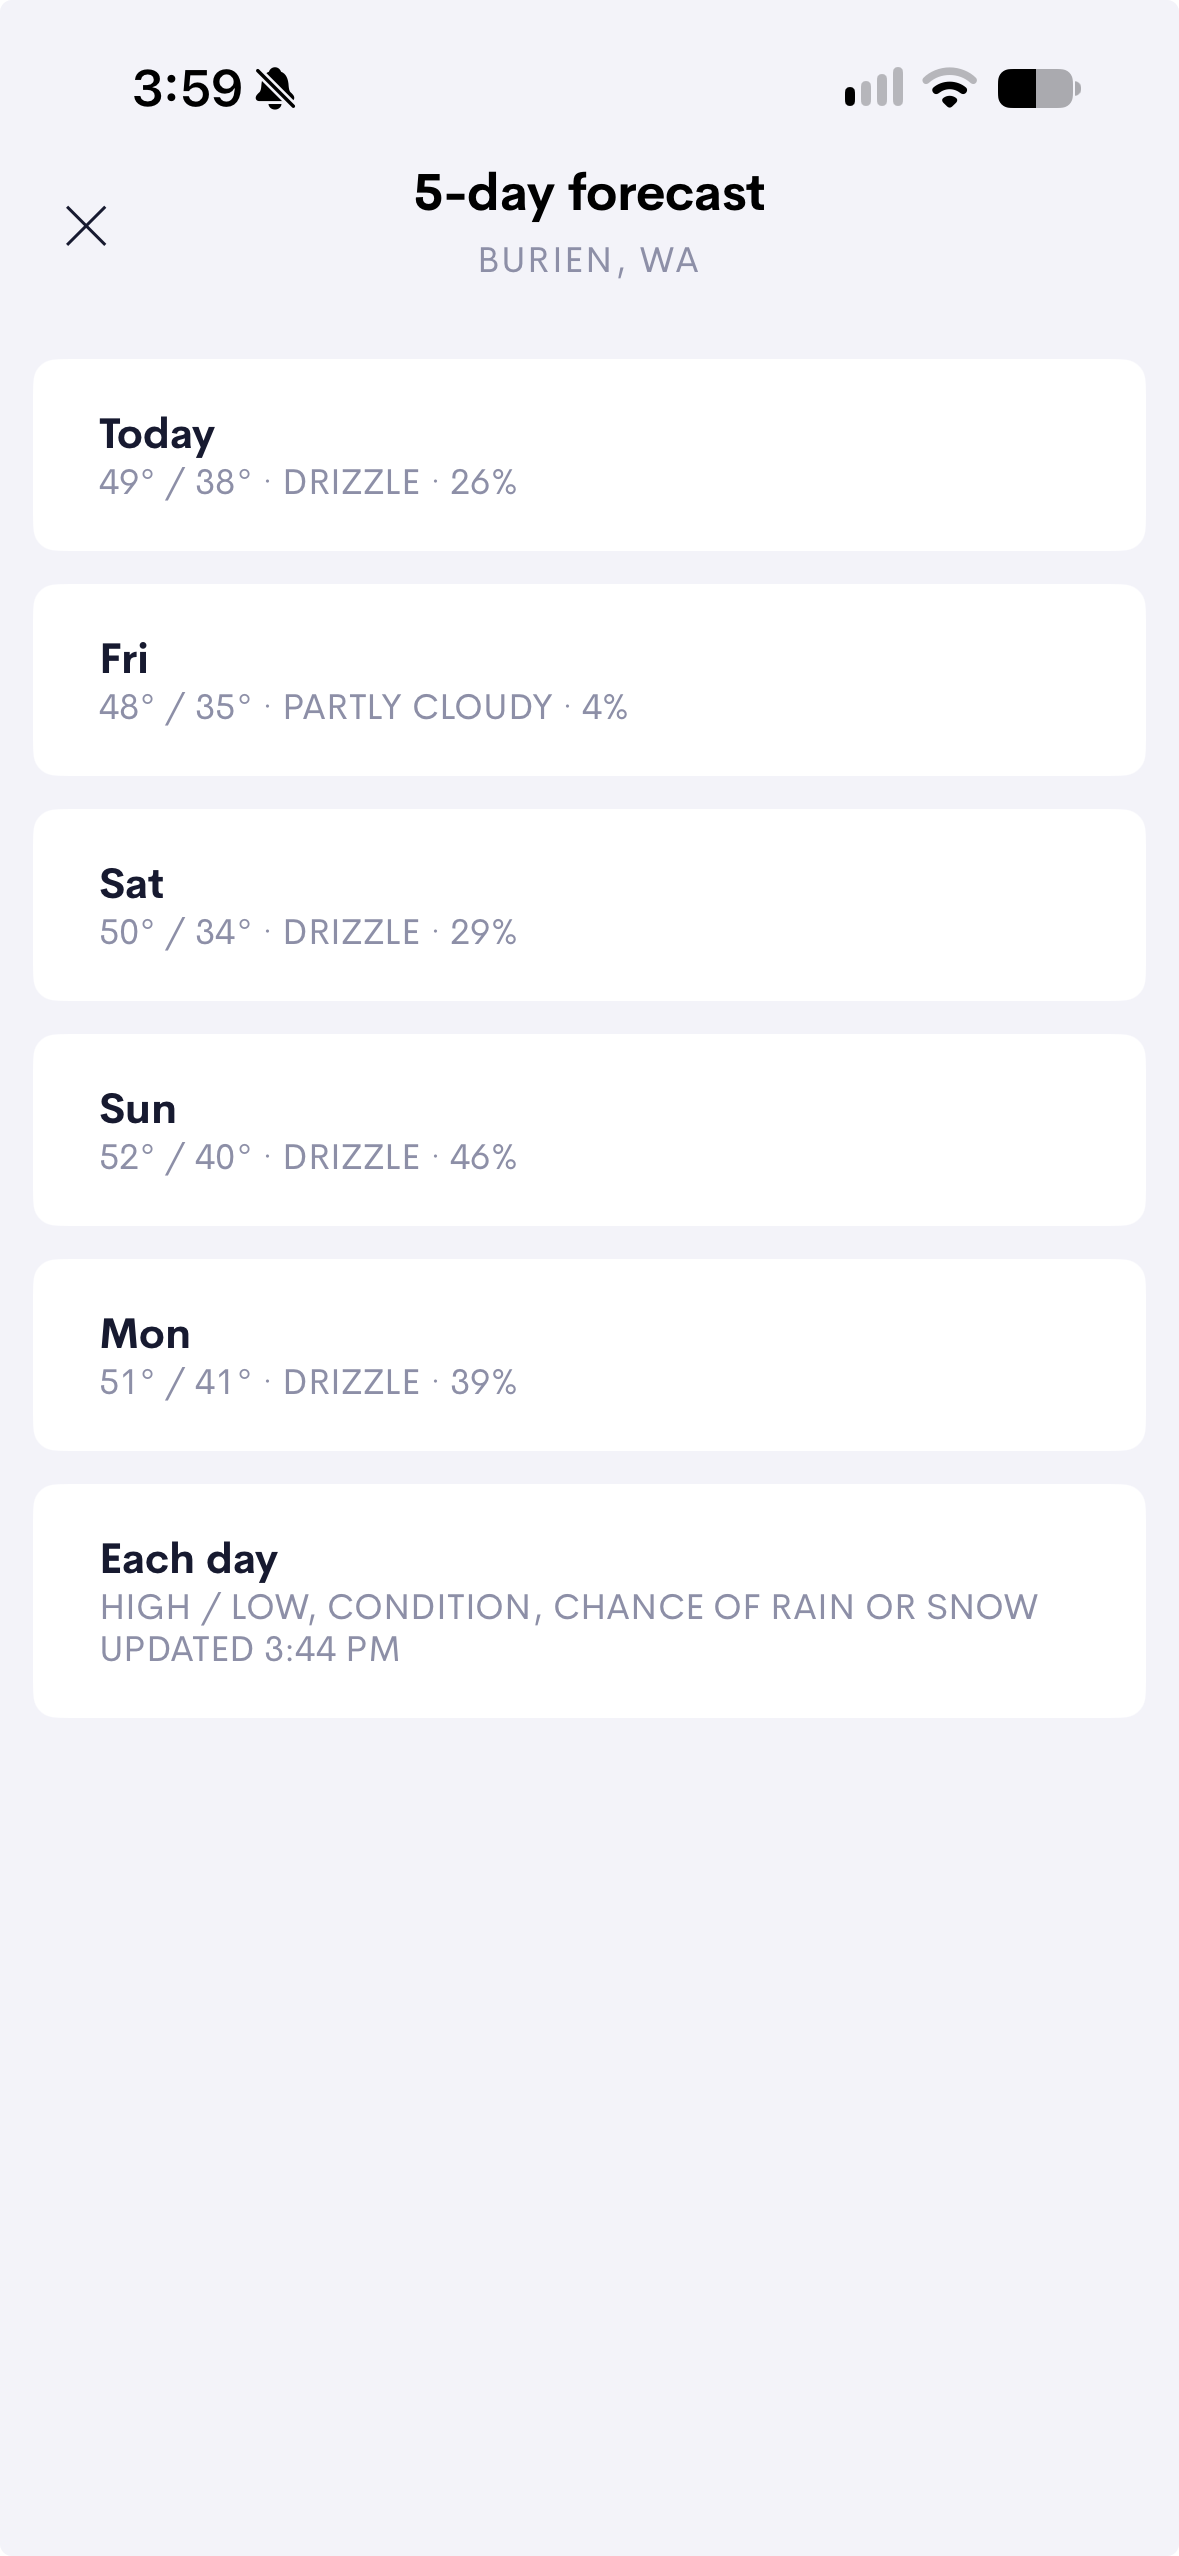 3:59
5-day forecast
BURIEN, WA
Today
49° / 38° · DRIZZLE · 26%
Fri
48° / 35° · PARTLY CLOUDY · 4%
Sat
50° / 34° · DRIZZLE · 29%
Sun
52° / 40° · DRIZZLE · 46%
Mon
51° / 41° · DRIZZLE · 39%
Each day
HIGH / LOW, CONDITION, CHANCE OF RAIN OR SNOW
UPDATED 3:44 PM